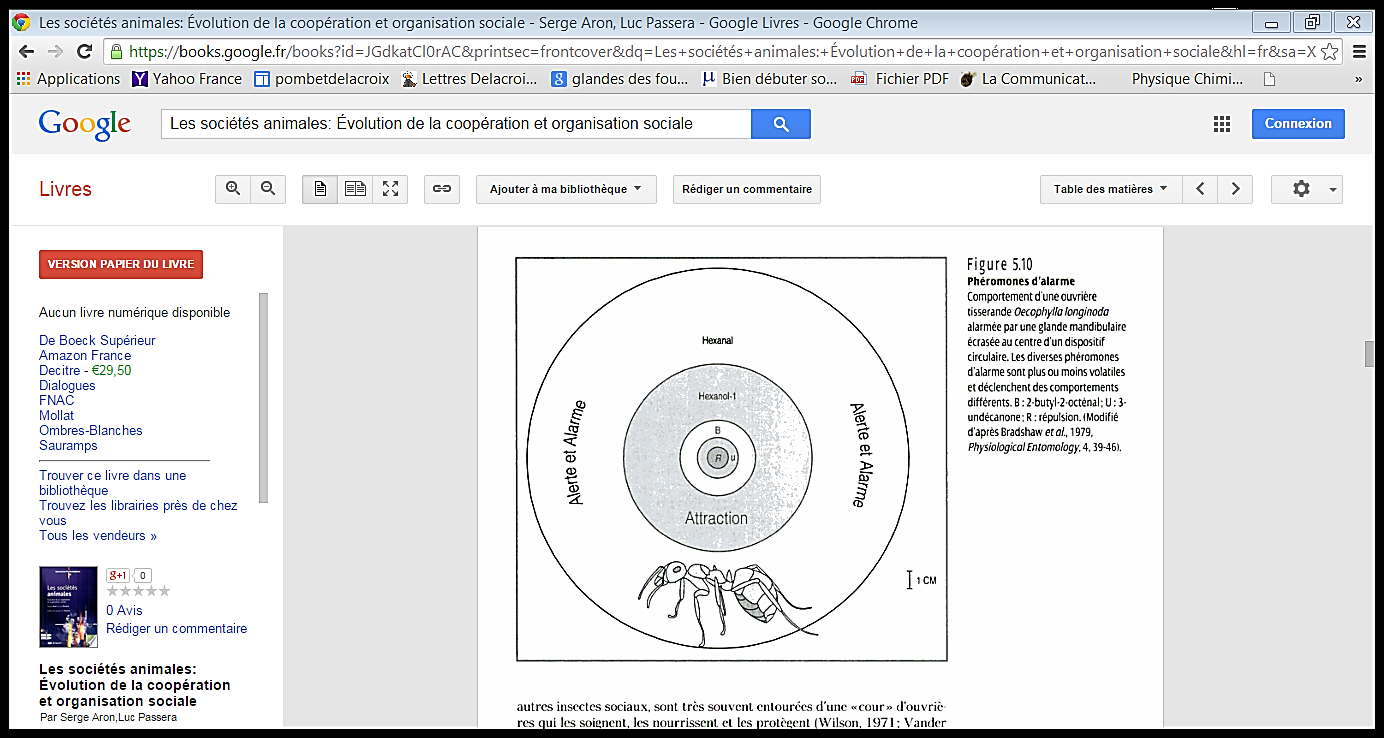 Les sociétés animales: Évolution de la coopération et organisation sociale - Serge Aron, Luc Passera - Google Livres - Google Chrome
https://books.google.fr/books?id=JGdkatCl0rAC&printsec=frontcover&dq=Les+sociétés+animales:+Évolution+de+la+coopération+et+organisation+sociale&hl=fr&sa=X
Applications Yahoo France pombetdelacroix Lettres Delacroi... glandes des fou... Bien débuter so... Fichier PDF La Communicat... Physique Chimi... »
Google Les sociétés animales: Évolution de la coopération et organisation sociale Connexion
Livres Ajouter à ma bibliothèque Rédiger un commentaire Table des matières
VERSION PAPIER DU LIVRE
Aucun livre numérique disponible
De Boeck Supérieur
Amazon France
Decitre - €29,50
Dialogues
FNAC
Mollat
Ombres-Blanches
Sauramps
Trouver ce livre dans une
bibliothèque
Trouvez les librairies près de chez
vous
Tous les vendeurs »
Les sociétés
animales
g+1 0
0 Avis
Rédiger un commentaire
Les sociétés animales:
Évolution de la coopération
et organisation sociale
Par Serge Aron,Luc Passera
Hexanal
Hexanol-1
B
R u
Attraction
Alerte et Alarme
Alerte et Alarme
1 CM
Figure 5.10
Phéromones d'alarme
Comportement d'une ouvrière
tisserande Oecophylla longinoda
alarmée par une glande mandibulaire
écrasée au centre d'un dispositif
circulaire. Les diverses phéromones
d'alarme sont plus ou moins volatiles
et déclenchent des comportements
différents. B : 2-butyl-2-octénal ; U : 3-
undécanone ; R : répulsion. (Modifié
d'après Bradshaw et al., 1979,
Physiological Entomology, 4, 39-46).
autres insectes sociaux, sont très souvent entourées d'une «cour» d'ouvriè-
res qui les soignent, les nourrissent et les protègent (Wilson, 1971 ; Vander